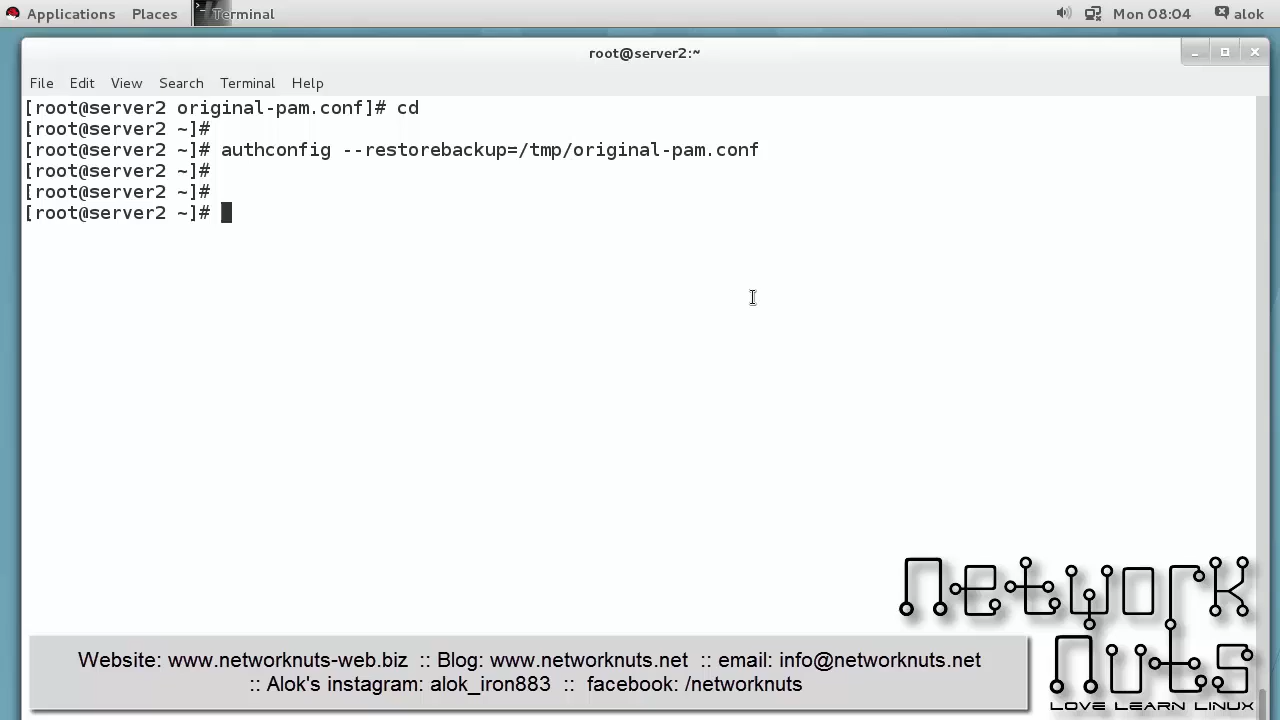 Applications Places Terminal Mon 08:04 alok
root@server2:~
File Edit View Search Terminal Help
[root@server2 original-pam.conf]# cd
[root@server2 ~]#
[root@server2 ~]# authconfig --restorebackup=/tmp/original-pam.conf
[root@server2 ~]#
[root@server2 ~]#
[root@server2 ~]#
network
nuts
LOVE LEARN LINUX
Website: www.networknuts-web.biz :: Blog: www.networknuts.net :: email: info@networknuts.net
:: Alok's instagram: alok_iron883 :: facebook: /networknuts